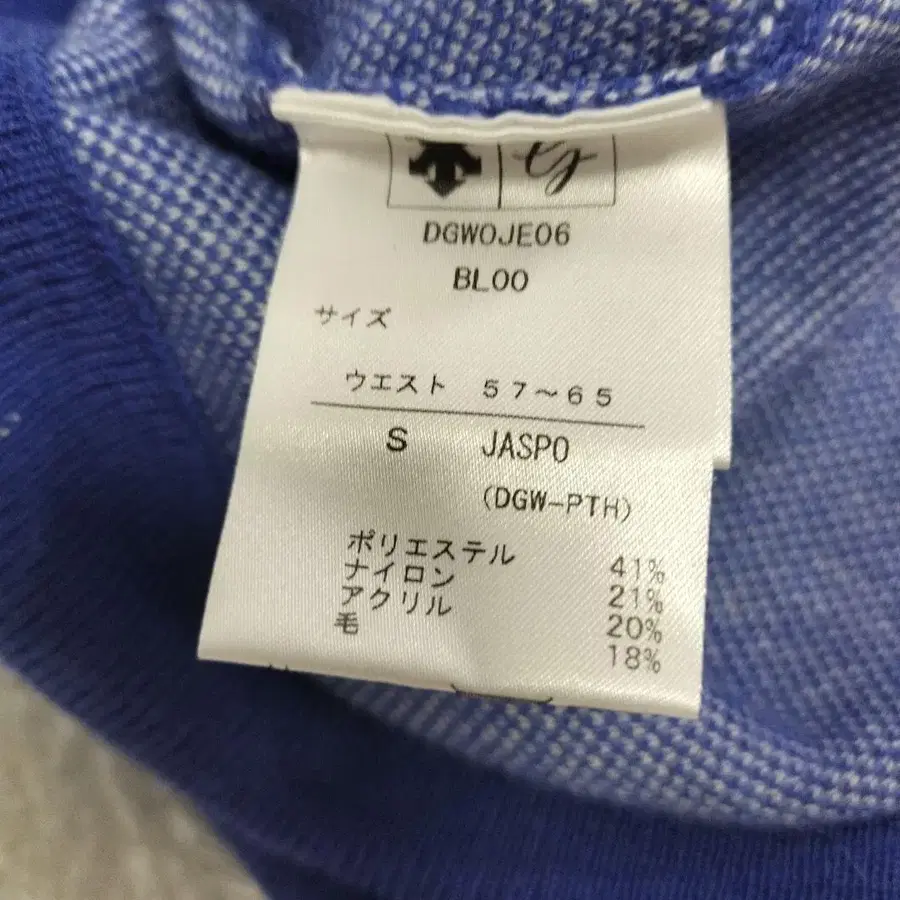 DGWOJE06
BL00
サイズ
ウエスト 57～65
S JASPO
(DGW-PTH)
ポリエステル 41%
ナイロン 21%
アクリル 20%
毛 18%